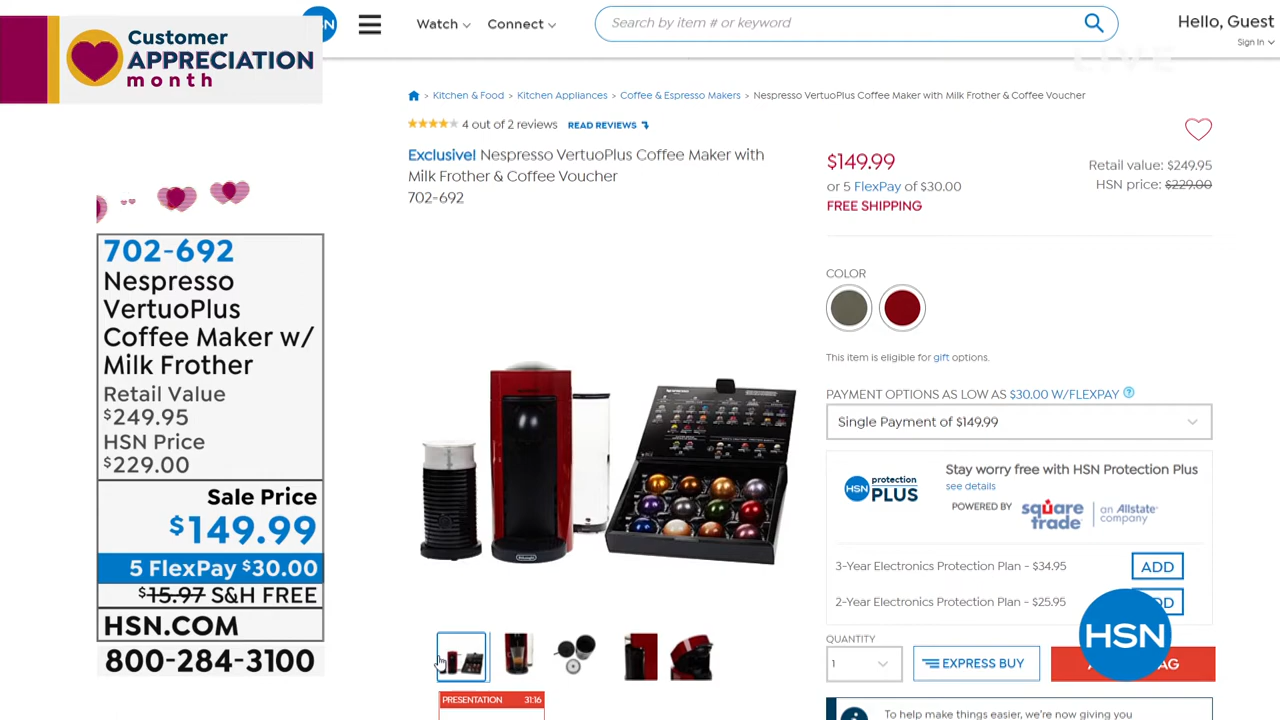 Customer
APPRECIATION
month
HSN
Watch
Connect
Search by item # or keyword
Hello, Guest
Sign In
LIVE
> Kitchen & Food > Kitchen Appliances > Coffee & Espresso Makers > Nespresso VertuoPlus Coffee Maker with Milk Frother & Coffee Voucher
4 out of 2 reviews READ REVIEWS
Exclusive! Nespresso VertuoPlus Coffee Maker with
Milk Frother & Coffee Voucher
702-692
$149.99
or 5 FlexPay of $30.00
FREE SHIPPING
Retail value: $249.95
HSN price: $229.00
COLOR
This item is eligible for gift options.
PAYMENT OPTIONS AS LOW AS $30.00 W/FLEXPAY ?
Single Payment of $149.99
HSN protection PLUS
Stay worry free with HSN Protection Plus
see details
POWERED BY square trade an Allstate company
3-Year Electronics Protection Plan - $34.95 ADD
2-Year Electronics Protection Plan - $25.95
QUANTITY
1
EXPRESS BUY
HSN
To help make things easier, we're now giving you
702-692
Nespresso
VertuoPlus
Coffee Maker w/
Milk Frother
Retail Value
$249.95
HSN Price
$229.00
Sale Price
$149.99
5 FlexPay $30.00
$15.97 S&H FREE
HSN.COM
800-284-3100
DeLonghi
PRESENTATION 31:16